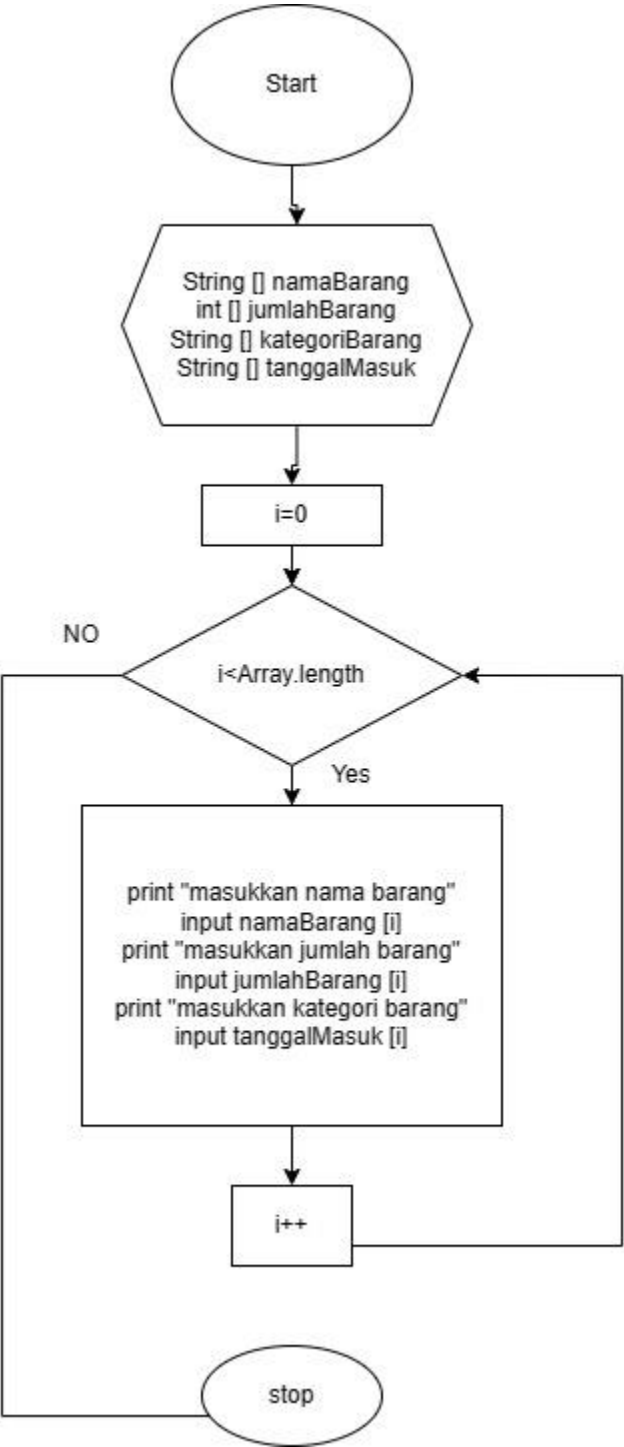 Start
String [] namaBarang
int [] jumlahBarang
String [] kategoriBarang
String [] tanggalMasuk
i=0
NO
i<Array.length
Yes
print "masukkan nama barang"
input namaBarang [i]
print "masukkan jumlah barang"
input jumlahBarang [i]
print "masukkan kategori barang"
input tanggalMasuk [i]
i++
stop